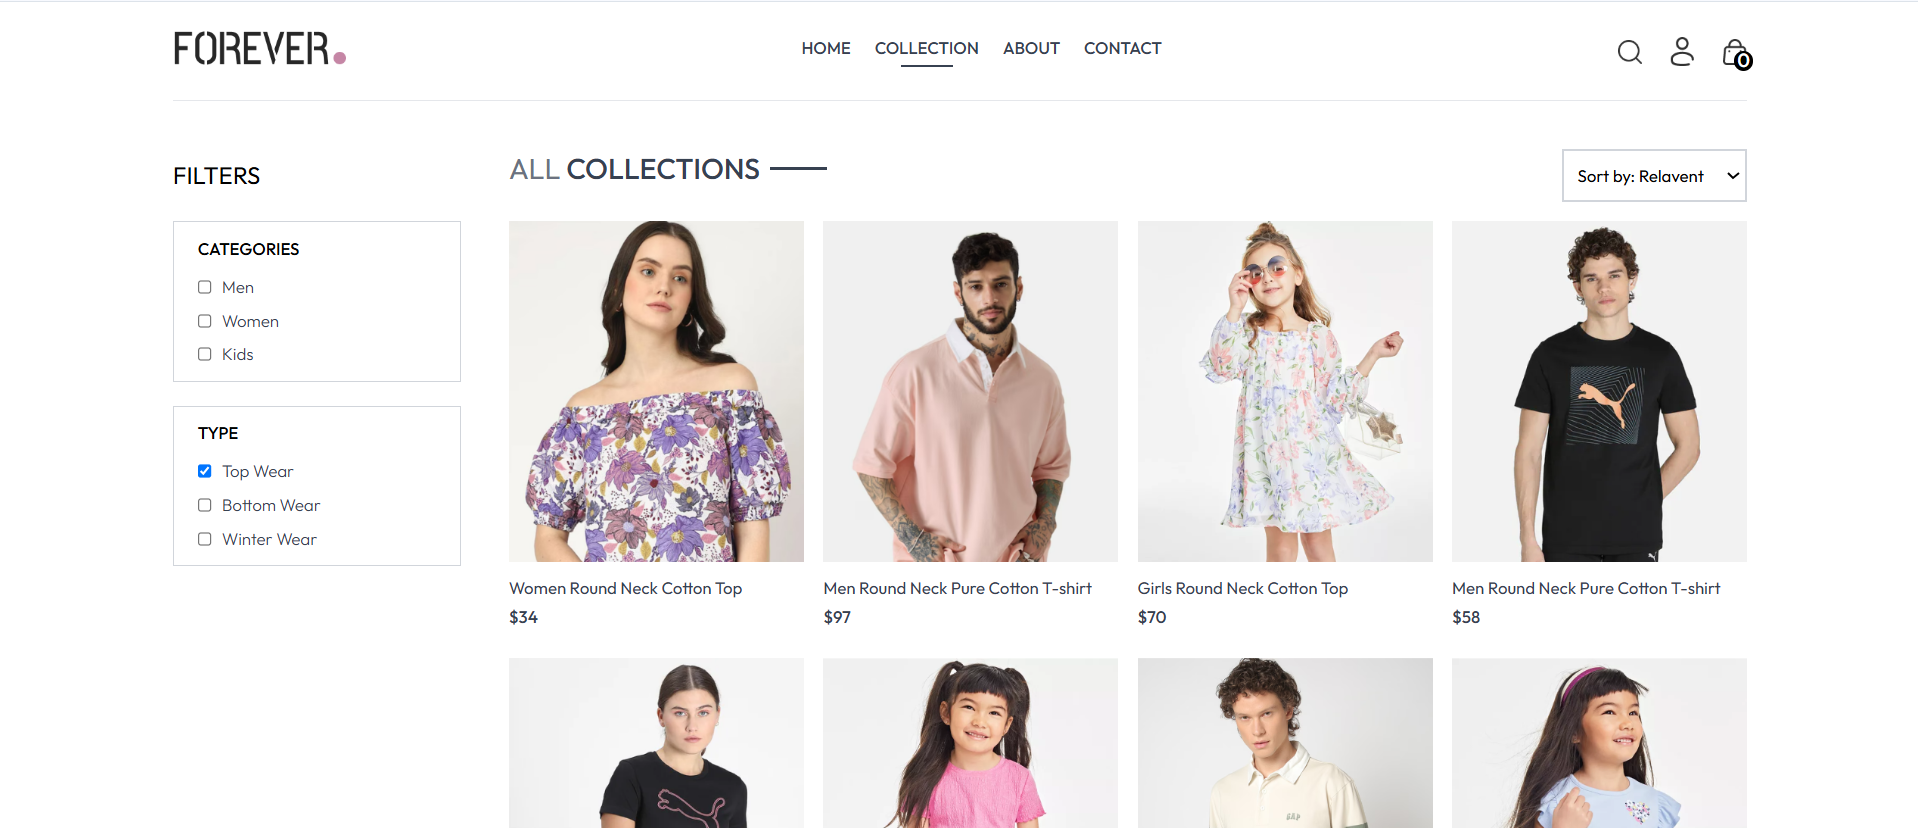 FOREVER.
HOME COLLECTION ABOUT CONTACT
0
FILTERS
ALL COLLECTIONS
Sort by: Relavent
CATEGORIES
Men
Women
Kids
TYPE
Top Wear
Bottom Wear
Winter Wear
Women Round Neck Cotton Top
$34
Men Round Neck Pure Cotton T-shirt
$97
Girls Round Neck Cotton Top
$70
Men Round Neck Pure Cotton T-shirt
$58
GAP